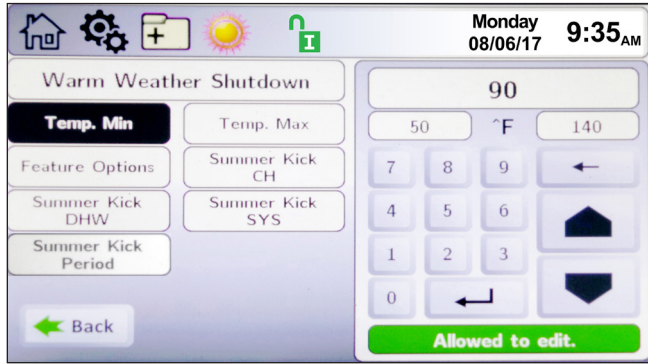 Monday
08/06/17
9:35AM
Warm Weather Shutdown
Temp. Min
Temp. Max
Feature Options
Summer Kick
CH
Summer Kick
DHW
Summer Kick
SYS
Summer Kick
Period
Back
90
50 °F 140
7 8 9
4 5 6
1 2 3
0
Allowed to edit.
I